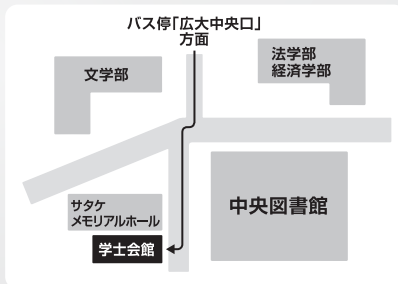 バス停「広大中央口」
方面
文学部
法学部
経済学部
サタケ
メモリアルホール
学士会館
中央図書館